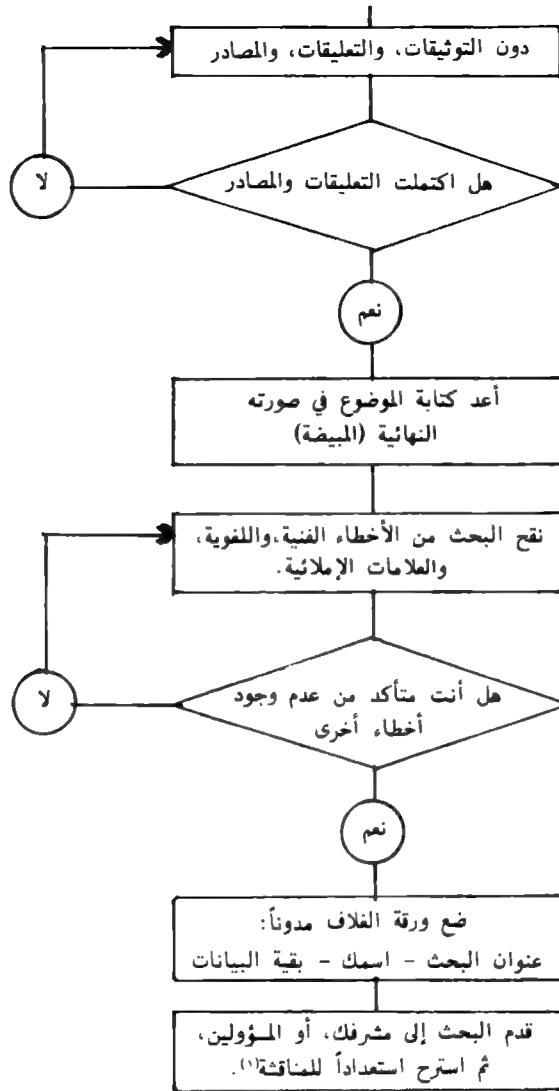 دون التوثيقات، والتعليقات، والمصادر
هل اكتملت التعليقات والمصادر
لا
نعم
أعد كتابة الموضوع في صورته
النهائية (المبيضة)
نقح البحث من الأخطاء الفنية،واللغوية،
والعلامات الإملائية.
هل أنت متأكد من عدم وجود
أخطاء أخرى
لا
نعم
ضع ورقة الغلاف مدوناً:
عنوان البحث - اسمك - بقية البيانات
قدم البحث إلى مشرفك، أو المسؤولين،
ثم استرح استعداداً للمناقشة(١).